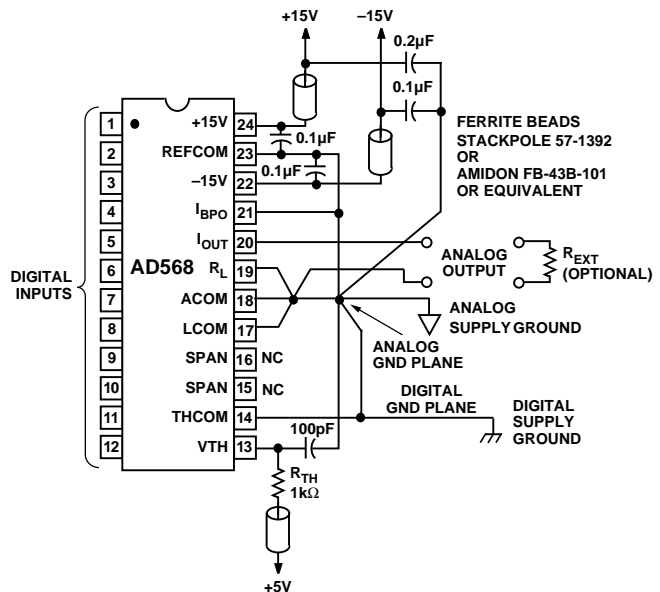 +15V
–15V
0.2µF
0.1µF
FERRITE BEADS
STACKPOLE 57-1392
OR
AMIDON FB-43B-101
OR EQUIVALENT
DIGITAL
INPUTS
1
2
3
4
5
6
7
8
9
10
11
12
AD568
+15V 24
REFCOM 23
–15V 22
IBPO 21
IOUT 20
RL 19
ACOM 18
LCOM 17
SPAN 16 NC
SPAN 15 NC
THCOM 14
VTH 13
0.1µF
0.1µF
ANALOG
OUTPUT
REXT
(OPTIONAL)
ANALOG
SUPPLY GROUND
ANALOG
GND PLANE
DIGITAL
GND PLANE
DIGITAL
SUPPLY
GROUND
100pF
RTH
1kΩ
+5V